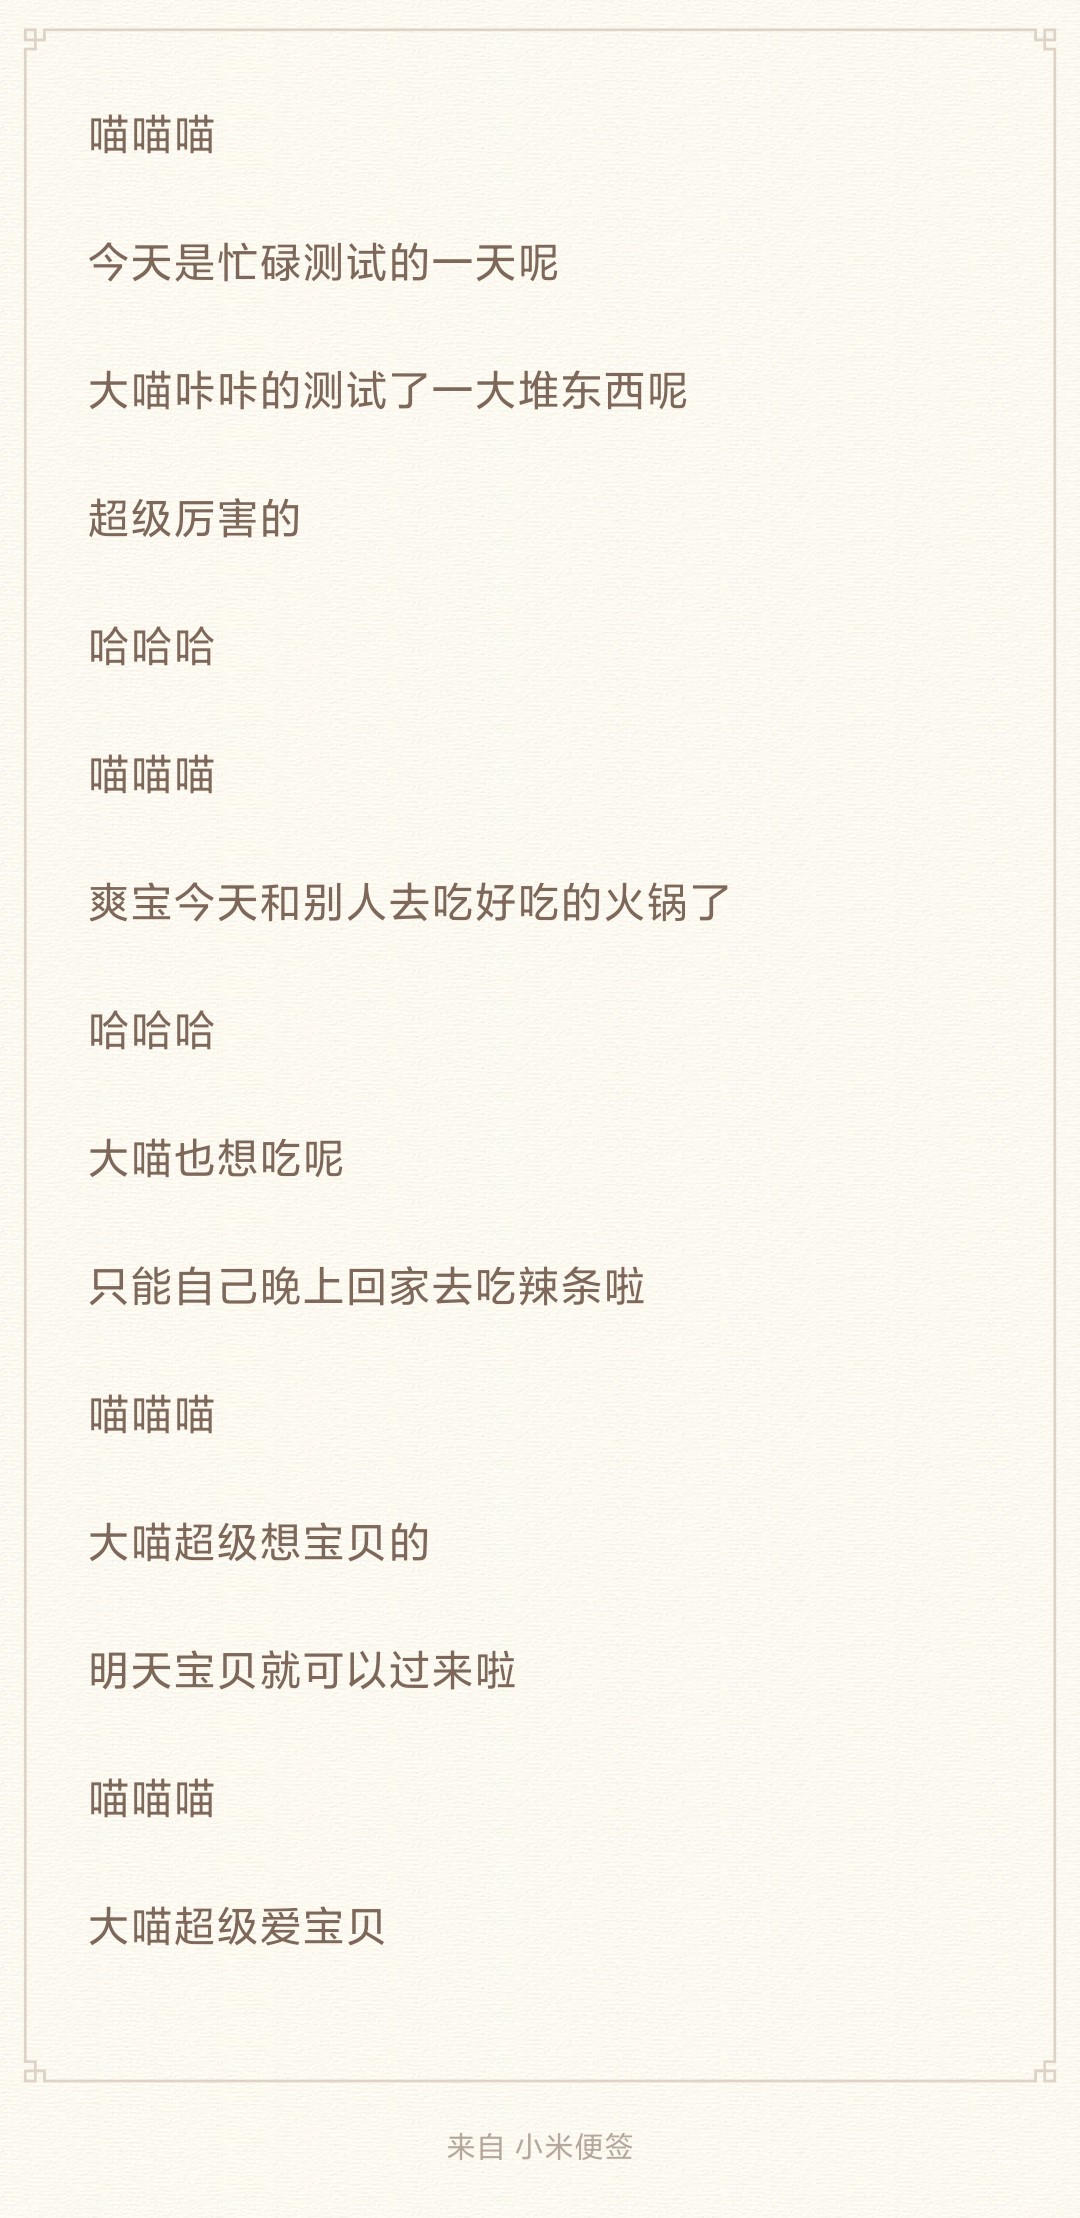 喵喵喵
今天是忙碌测试的一天呢
大喵咔咔的测试了一大堆东西呢
超级厉害的
哈哈哈
喵喵喵
爽宝今天和别人去吃好吃的火锅了
哈哈哈
大喵也想吃呢
只能自己晚上回家去吃辣条啦
喵喵喵
大喵超级想宝贝的
明天宝贝就可以过来啦
喵喵喵
大喵超级爱宝贝
来自 小米便签